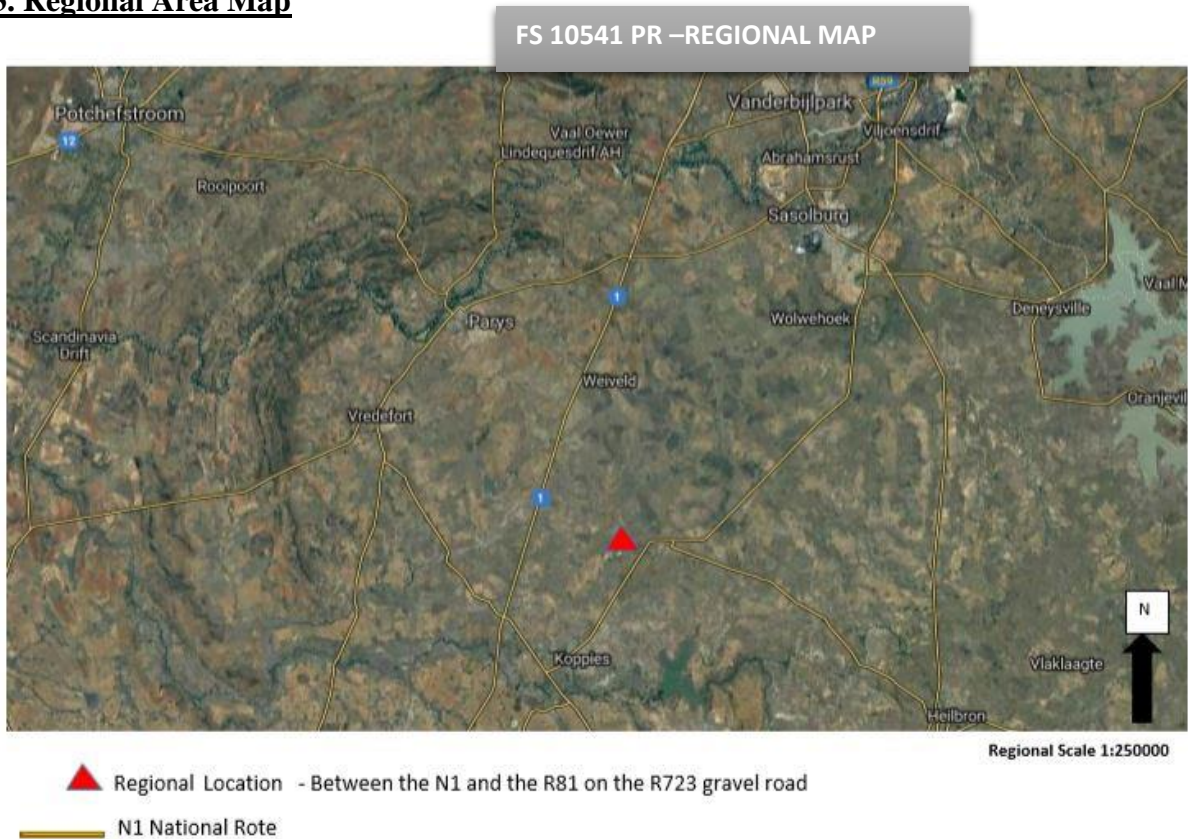 3. Regional Area Map
FS 10541 PR –REGIONAL MAP
R59
Potchefstroom
Vanderbijlpark
12
Vaal Oewer
Viljoensdrif
Lindequesdrif AH
Abrahamsrust
Rooipoort
Sasolburg
1
Vaal M
Deneysville
Parys
Wolwehoek
Scandinavia
Drift
Weiveld
Oranjevil
Vredefort
1
N
Koppies
Vlaklaagte
Heilbron
Regional Scale 1:250000
Regional Location - Between the N1 and the R81 on the R723 gravel road
N1 National Rote